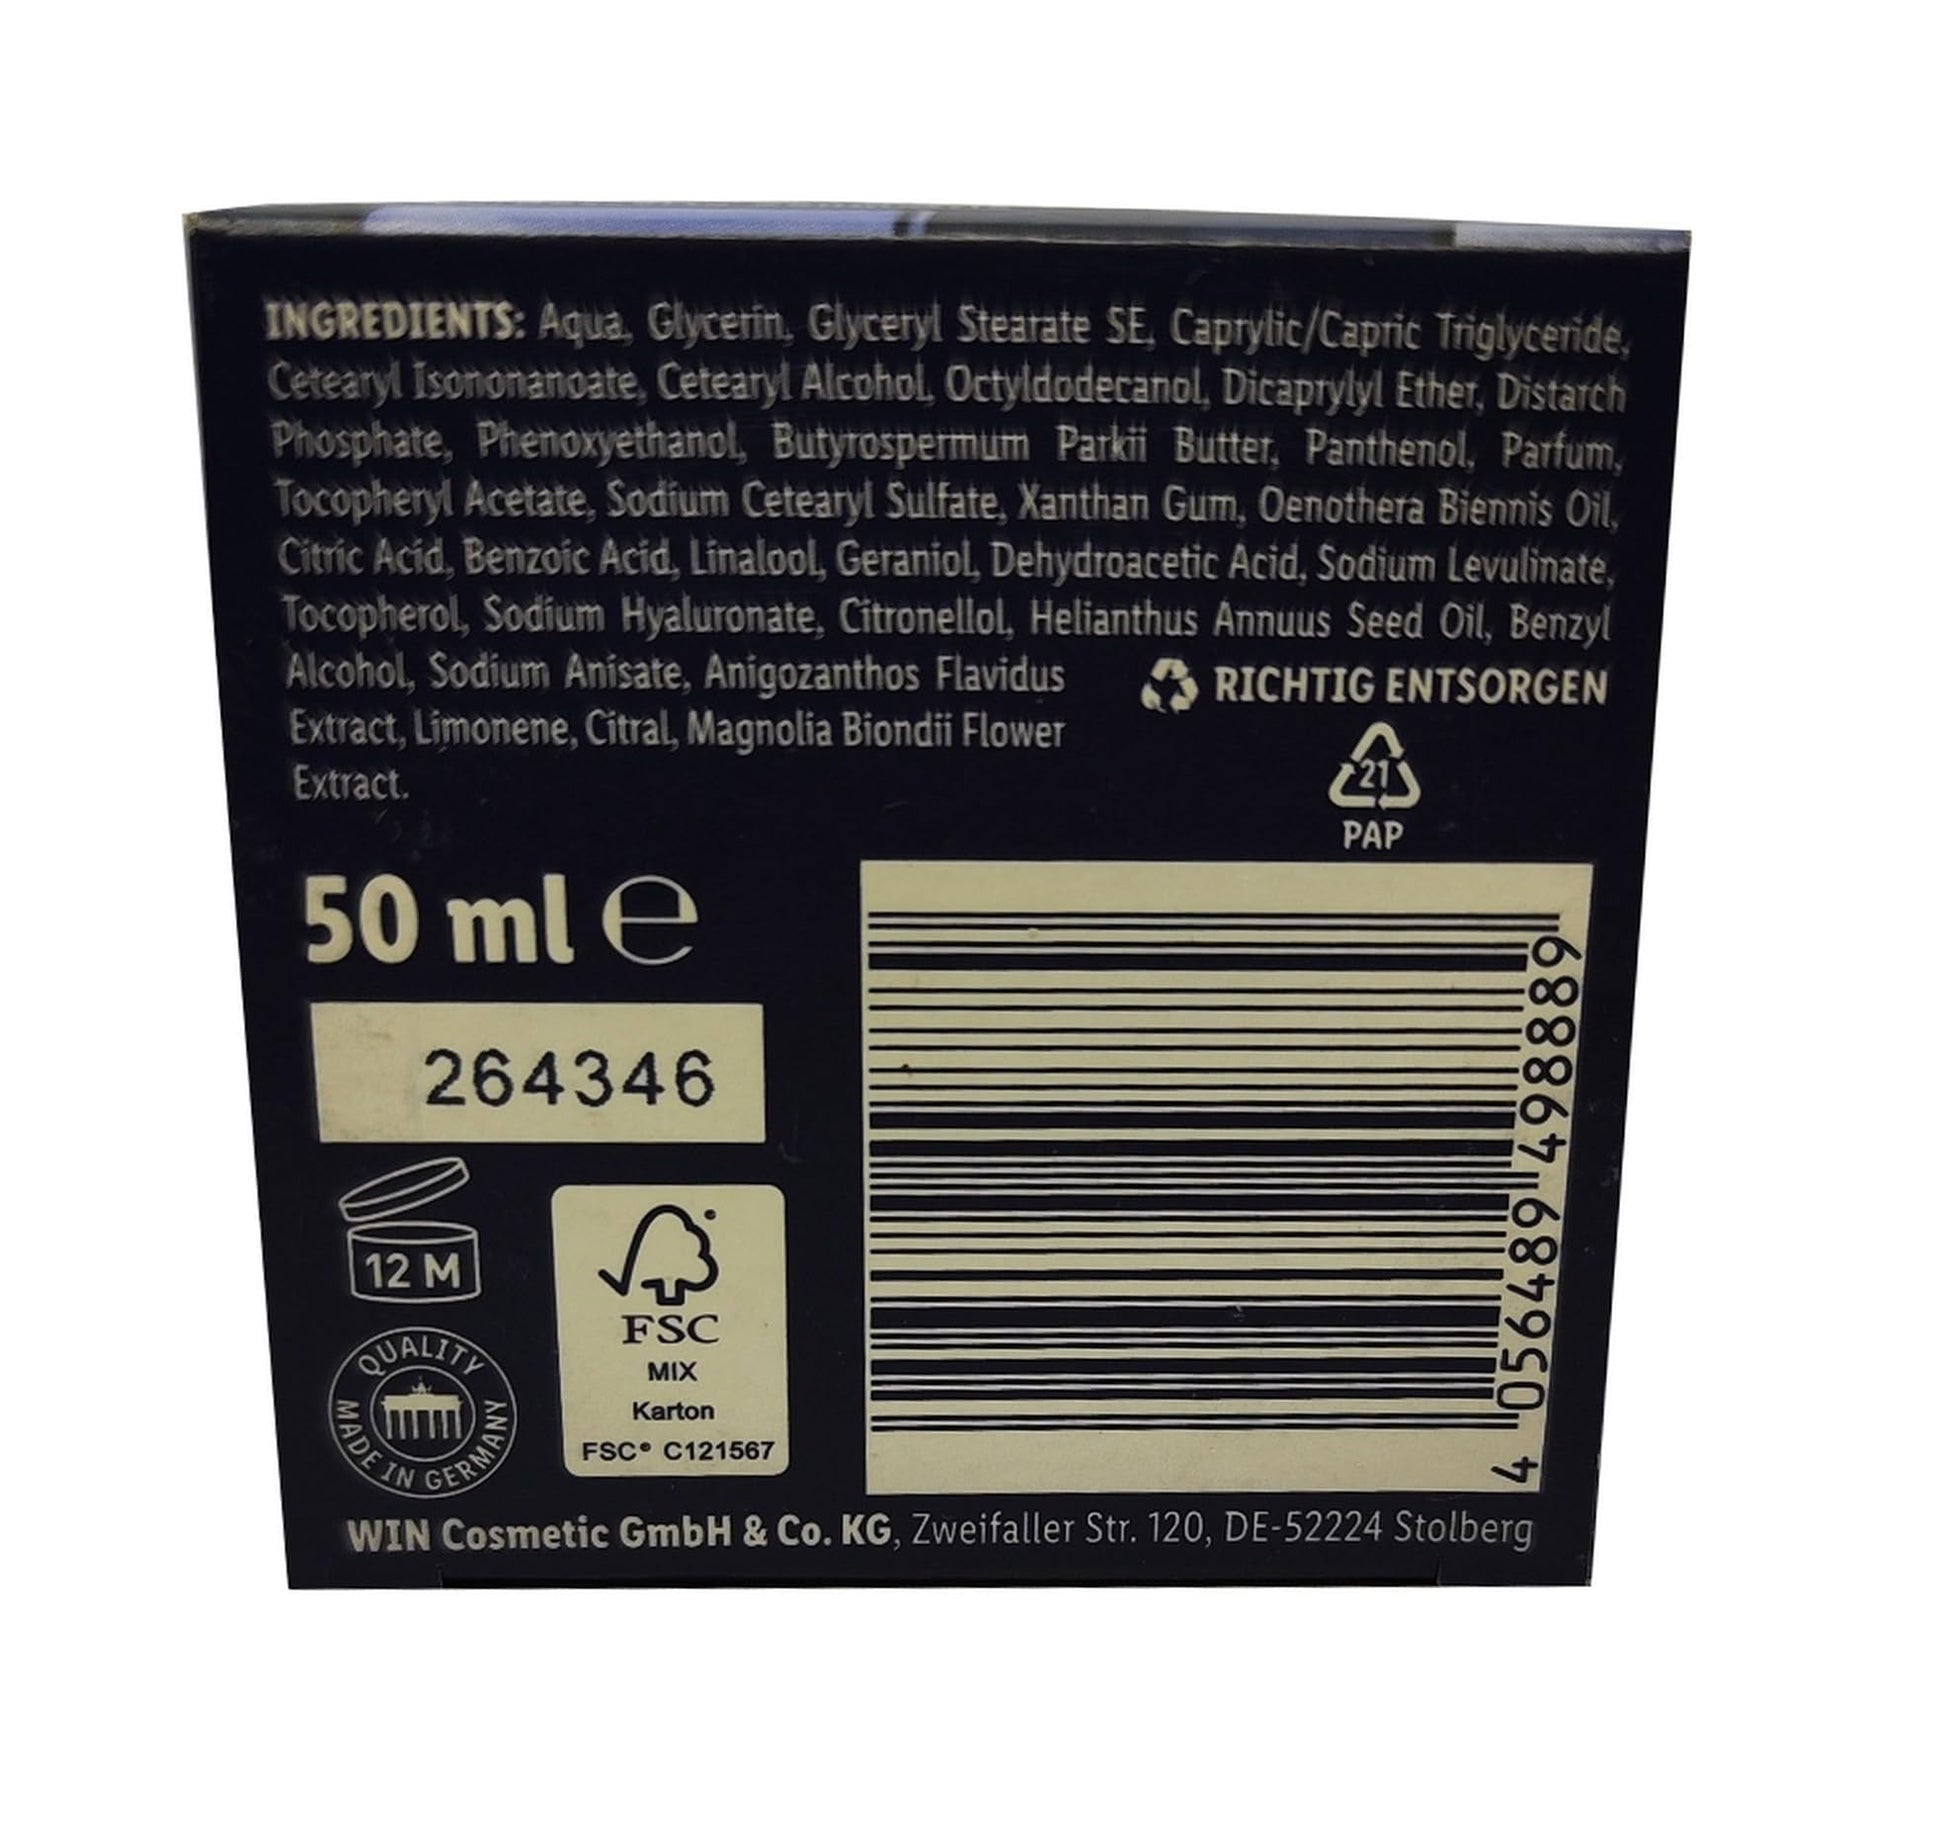 INGREDIENTS: Aqua, Glycerin, Glyceryl Stearate SE, Caprylic/Capric Triglyceride,
Cetearyl Isononanoate, Cetearyl Alcohol, Octyldodecanol, Dicaprylyl Ether, Distarch
Phosphate, Phenoxyethanol, Butyrospermum Parkii Butter, Panthenol, Parfum,
Tocopheryl Acetate, Sodium Cetearyl Sulfate, Xanthan Gum, Oenothera Biennis Oil,
Citric Acid, Benzoic Acid, Linalool, Geraniol, Dehydroacetic Acid, Sodium Levulinate,
Tocopherol, Sodium Hyaluronate, Citronellol, Helianthus Annuus Seed Oil, Benzyl
Alcohol, Sodium Anisate, Anigozanthos Flavidus
Extract, Limonene, Citral, Magnolia Biondii Flower
Extract.
RICHTIG ENTSORGEN
21
PAP
50 ml e
264346
12 M
QUALITY
MADE IN GERMANY
FSC
MIX
Karton
FSC® C121567
4 056489 498889
WIN Cosmetic GmbH & Co. KG, Zweifaller Str. 120, DE-52224 Stolberg